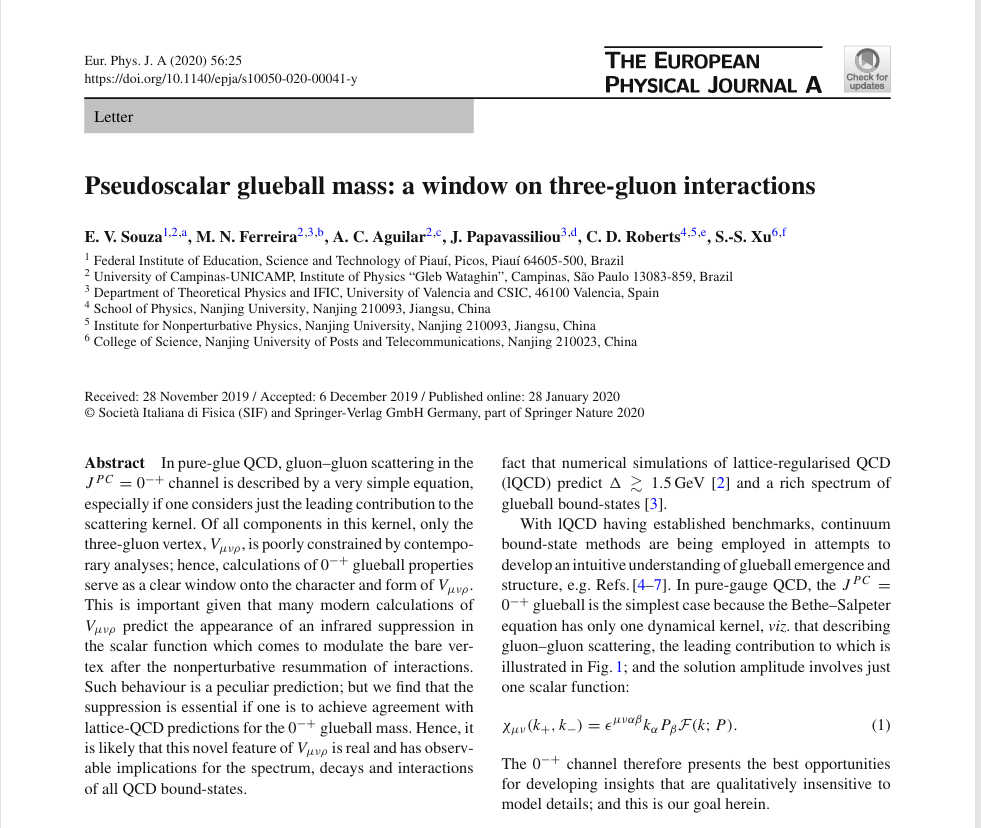 Eur. Phys. J. A (2020) 56:25
https://doi.org/10.1140/epja/s10050-020-00041-y
THE EUROPEAN
PHYSICAL JOURNAL A
Check for
updates
Letter
Pseudoscalar glueball mass: a window on three-gluon interactions
E. V. Souza1,2,a, M. N. Ferreira2,3,b, A. C. Aguilar2,c, J. Papavassiliou3,d, C. D. Roberts4,5,e, S.-S. Xu6,f
1 Federal Institute of Education, Science and Technology of Piauí, Picos, Piauí 64605-500, Brazil
2 University of Campinas-UNICAMP, Institute of Physics “Gleb Wataghin”, Campinas, São Paulo 13083-859, Brazil
3 Department of Theoretical Physics and IFIC, University of Valencia and CSIC, 46100 Valencia, Spain
4 School of Physics, Nanjing University, Nanjing 210093, Jiangsu, China
5 Institute for Nonperturbative Physics, Nanjing University, Nanjing 210093, Jiangsu, China
6 College of Science, Nanjing University of Posts and Telecommunications, Nanjing 210023, China
Received: 28 November 2019 / Accepted: 6 December 2019 / Published online: 28 January 2020
© Società Italiana di Fisica (SIF) and Springer-Verlag GmbH Germany, part of Springer Nature 2020
Abstract In pure-glue QCD, gluon–gluon scattering in the
J^{PC} = 0^{−+} channel is described by a very simple equation,
especially if one considers just the leading contribution to the
scattering kernel. Of all components in this kernel, only the
three-gluon vertex, V_{μνρ}, is poorly constrained by contempo-
rary analyses; hence, calculations of 0^{−+} glueball properties
serve as a clear window onto the character and form of V_{μνρ}.
This is important given that many modern calculations of
V_{μνρ} predict the appearance of an infrared suppression in
the scalar function which comes to modulate the bare ver-
tex after the nonperturbative resummation of interactions.
Such behaviour is a peculiar prediction; but we find that the
suppression is essential if one is to achieve agreement with
lattice-QCD predictions for the 0^{−+} glueball mass. Hence, it
is likely that this novel feature of V_{μνρ} is real and has observ-
able implications for the spectrum, decays and interactions
of all QCD bound-states.
fact that numerical simulations of lattice-regularised QCD
(lQCD) predict Δ ≳ 1.5 GeV [2] and a rich spectrum of
glueball bound-states [3].
With lQCD having established benchmarks, continuum
bound-state methods are being employed in attempts to
develop an intuitive understanding of glueball emergence and
structure, e.g. Refs. [4–7]. In pure-gauge QCD, the J^{PC} =
0^{−+} glueball is the simplest case because the Bethe–Salpeter
equation has only one dynamical kernel, viz. that describing
gluon–gluon scattering, the leading contribution to which is
illustrated in Fig. 1; and the solution amplitude involves just
one scalar function:
χ_{μν}(k_+, k_−) = ϵ^{μναβ} k_α P_β F(k; P). (1)
The 0^{−+} channel therefore presents the best opportunities
for developing insights that are qualitatively insensitive to
model details; and this is our goal herein.